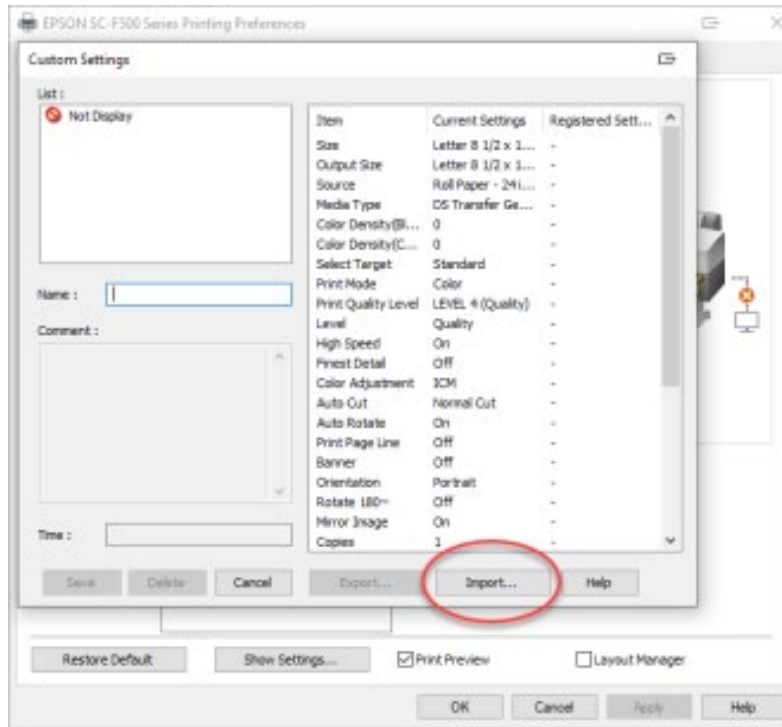 EPSON SC-F500 Series Printing Preferences
Custom Settings
List :
Not Display
Name :
Comment :
Time :
Item Current Settings Registered Sett...
Size Letter 8 1/2 x 1... -
Output Size Letter 8 1/2 x 1... -
Source Roll Paper - 24 i... -
Media Type DS Transfer Ge... -
Color Density(Bl... 0 -
Color Density(C... 0 -
Select Target Standard -
Print Mode Color -
Print Quality Level LEVEL 4 (Quality) -
Level Quality -
High Speed On -
Finest Detail Off -
Color Adjustment ICM -
Auto Cut Normal Cut -
Auto Rotate On -
Print Page Line Off -
Banner Off -
Orientation Portrait -
Rotate 180° Off -
Mirror Image On -
Copies 1 -
Save Delete Cancel Export... Import... Help
Restore Default Show Settings... Print Preview Layout Manager
OK Cancel Apply Help